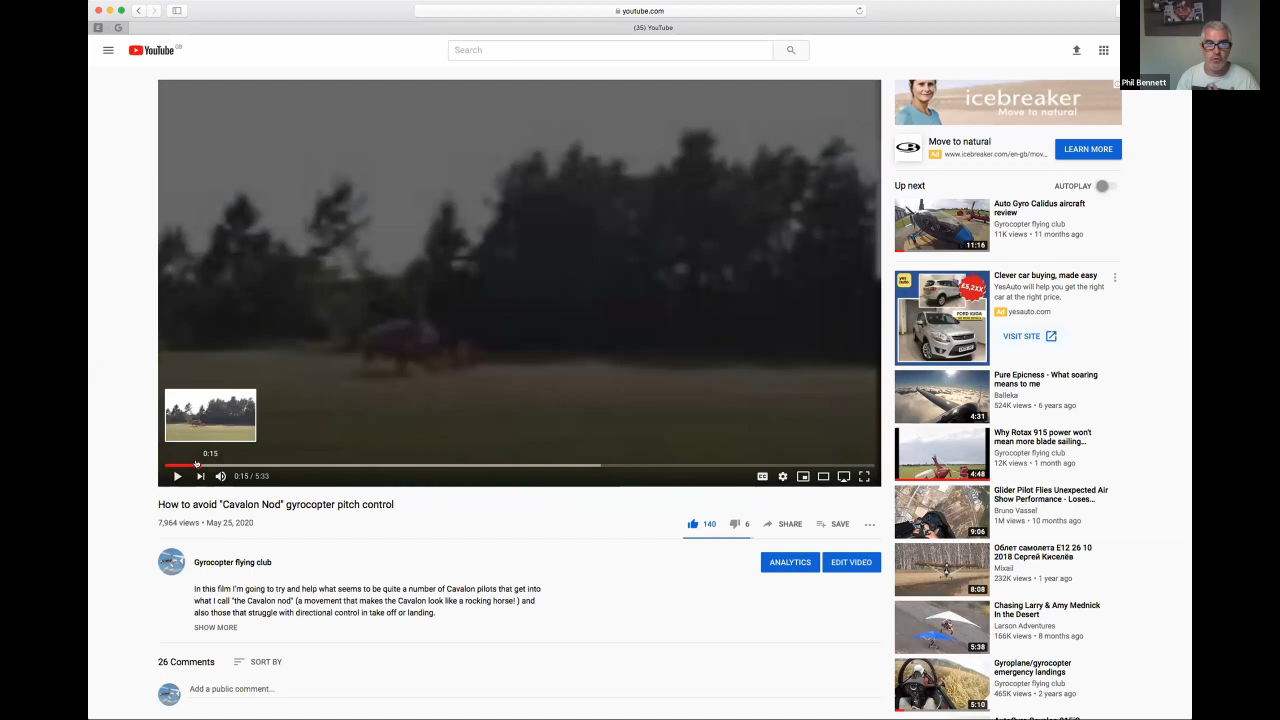 youtube.com
(35) YouTube
YouTube GB
Search
Phil Bennett
icebreaker
Move to natural
Move to natural
Ad www.icebreaker.com/en-gb/mov...
LEARN MORE
Up next
AUTOPLAY
Auto Gyro Calidus aircraft
review
Gyrocopter flying club
11K views • 11 months ago
11:16
Clever car buying, made easy
YesAuto will help you get the right
car at the right price.
Ad yesauto.com
VISIT SITE
yes auto
£5,2XX
FORD KUGA
Pure Epicness - What soaring
means to me
Balleka
524K views • 6 years ago
4:31
Why Rotax 915 power won't
mean more blade sailing...
Gyrocopter flying club
12K views • 1 month ago
4:48
Glider Pilot Flies Unexpected Air
Show Performance - Loses...
Bruno Vassel
1M views • 10 months ago
9:06
Облет самолета Е12 26 10
2018 Сергей Киселёв
Mixail
232K views • 1 year ago
8:08
Chasing Larry & Amy Mednick
In the Desert
Larson Adventures
166K views • 8 months ago
5:38
Gyroplane/gyrocopter
emergency landings
Gyrocopter flying club
465K views • 2 years ago
5:10
0:15
0:15 / 5:33
CC
How to avoid "Cavalon Nod" gyrocopter pitch control
7,964 views • May 25, 2020
140
6
SHARE
SAVE
Gyrocopter flying club
ANALYTICS
EDIT VIDEO
In this film I'm going to try and help what seems to be quite a number of Cavalon pilots that get into
what I call "the Cavalon nod" (a movement that makes the Cavalon look like a rocking horse! ) and
also those that struggle with directional control in take off or landing.
SHOW MORE
26 Comments
SORT BY
Add a public comment...